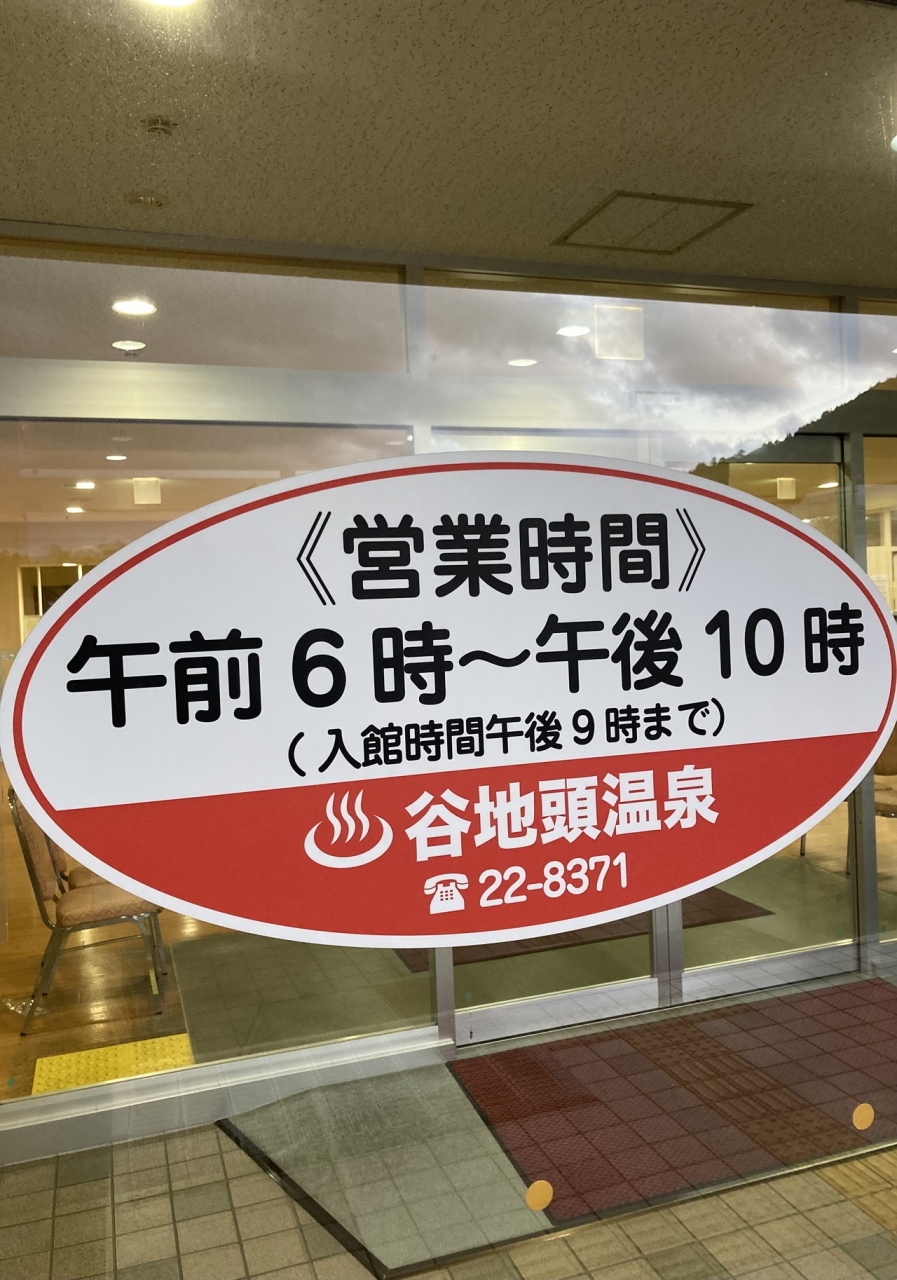 《営業時間》
午前6時～午後10時
(入館時間午後9時まで)
♨谷地頭温泉
☎22-8371